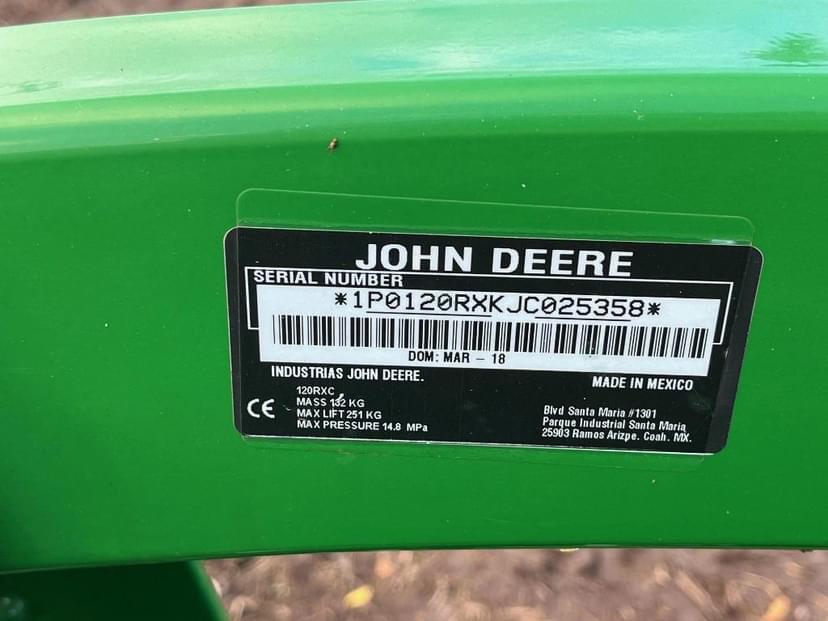 JOHN DEERE
SERIAL NUMBER
*1P0120RXKJC025358*
DOM: MAR - 18
INDUSTRIAS JOHN DEERE.
MADE IN MEXICO
120RXC
MASS 132 KG
MAX LIFT 251 KG
MAX PRESSURE 14.8 MPa
CE
Blvd Santa Maria #1301
Parque Industrial Santa Maria
25903 Ramos Arizpe. Coah. MX.